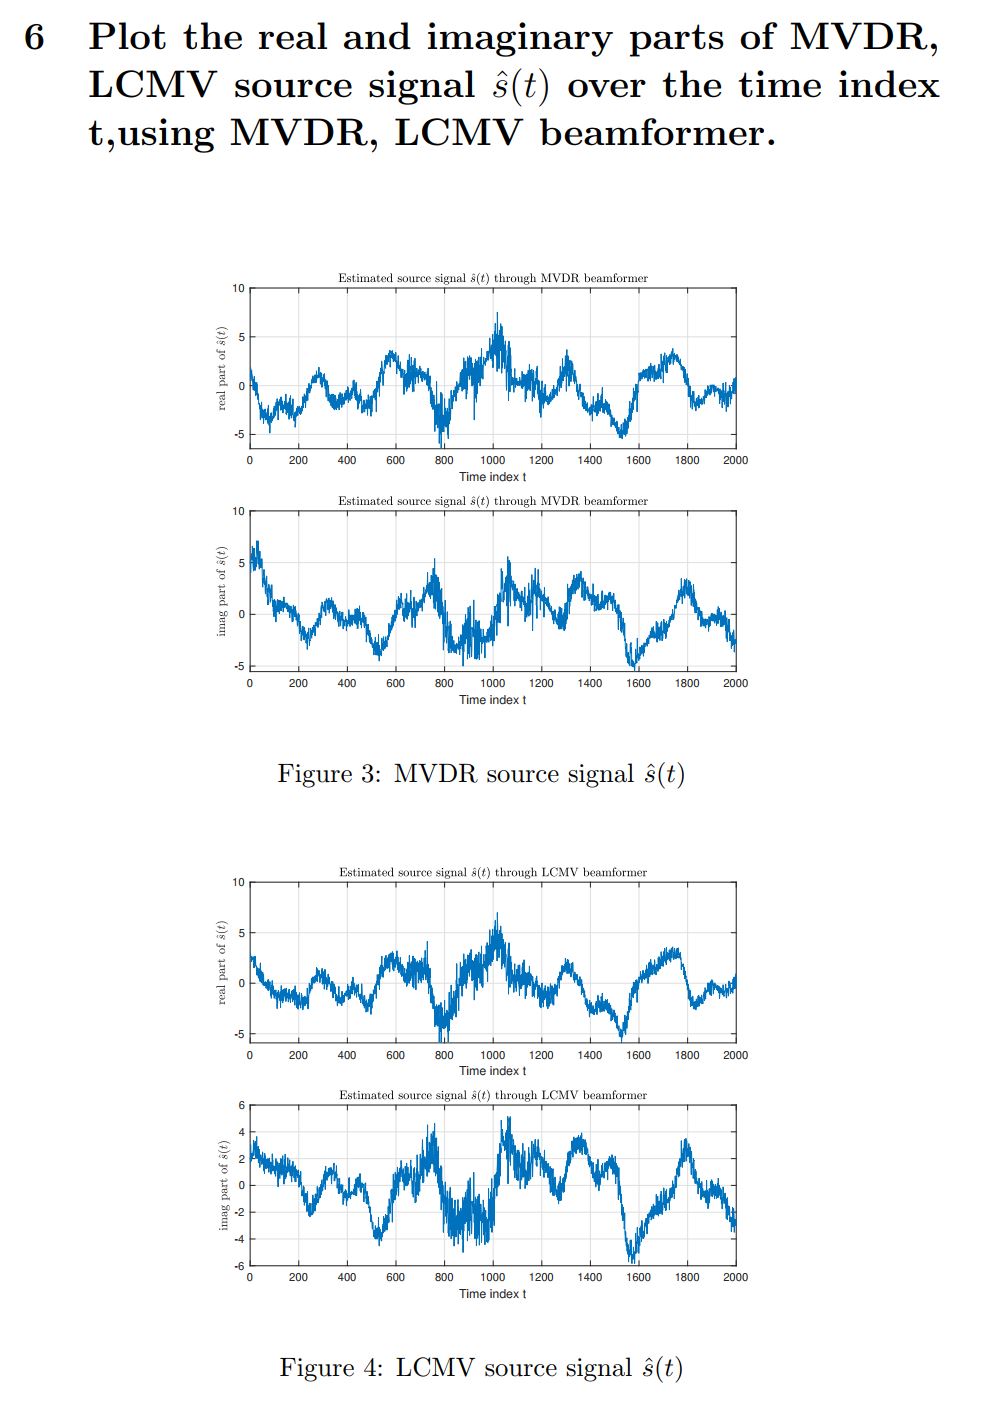 6 Plot the real and imaginary parts of MVDR,
LCMV source signal ŝ(t) over the time index
t,using MVDR, LCMV beamformer.
Estimated source signal ŝ(t) through MVDR beamformer
10
5
0
-5
real part of ŝ(t)
0 200 400 600 800 1000 1200 1400 1600 1800 2000
Time index t
Estimated source signal ŝ(t) through MVDR beamformer
10
5
0
-5
imag part of ŝ(t)
0 200 400 600 800 1000 1200 1400 1600 1800 2000
Time index t
Figure 3: MVDR source signal ŝ(t)
Estimated source signal ŝ(t) through LCMV beamformer
10
5
0
-5
real part of ŝ(t)
0 200 400 600 800 1000 1200 1400 1600 1800 2000
Time index t
Estimated source signal ŝ(t) through LCMV beamformer
6
4
2
0
-2
-4
-6
imag part of ŝ(t)
0 200 400 600 800 1000 1200 1400 1600 1800 2000
Time index t
Figure 4: LCMV source signal ŝ(t)